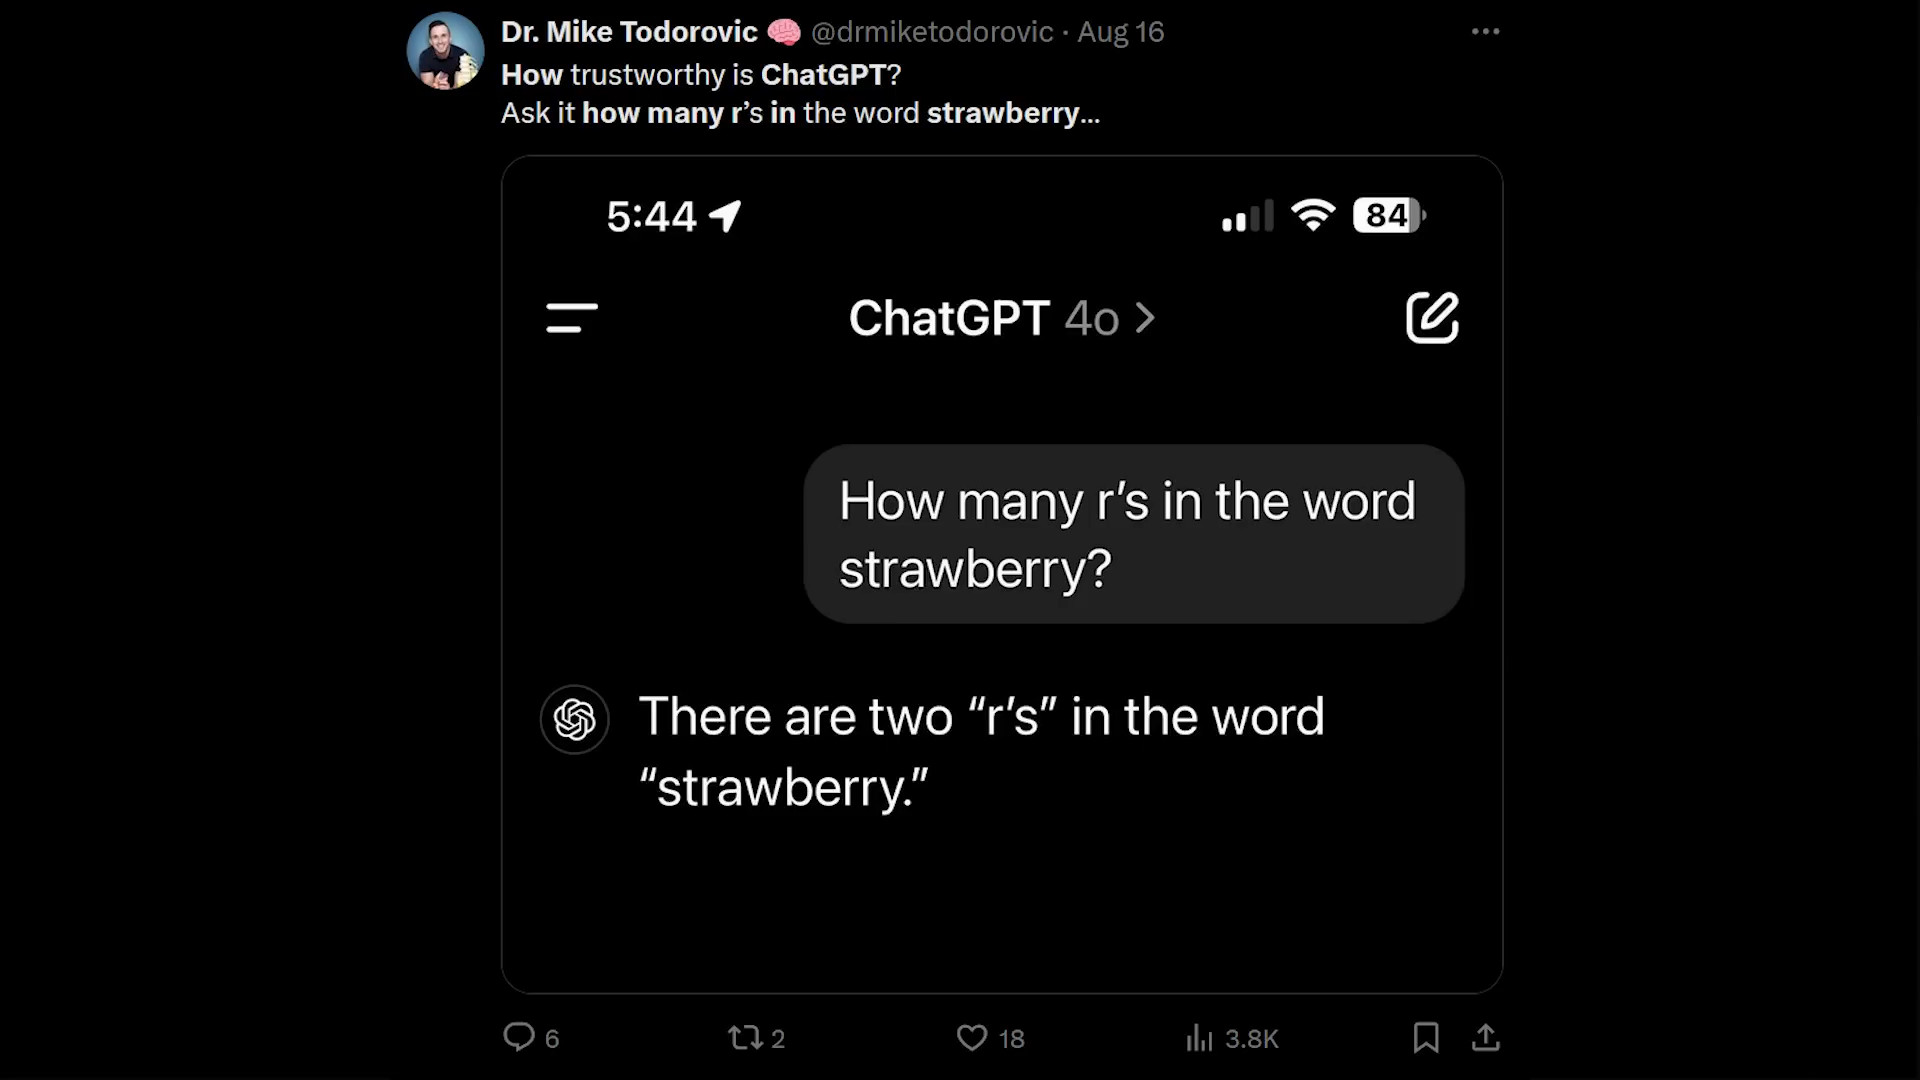 Dr. Mike Todorovic 🧠 @drmiketodorovic · Aug 16
How trustworthy is ChatGPT?
Ask it how many r’s in the word strawberry...
5:44
84
ChatGPT 4o >
How many r’s in the word
strawberry?
There are two “r’s” in the word
“strawberry.”
6 2 18 3.8K